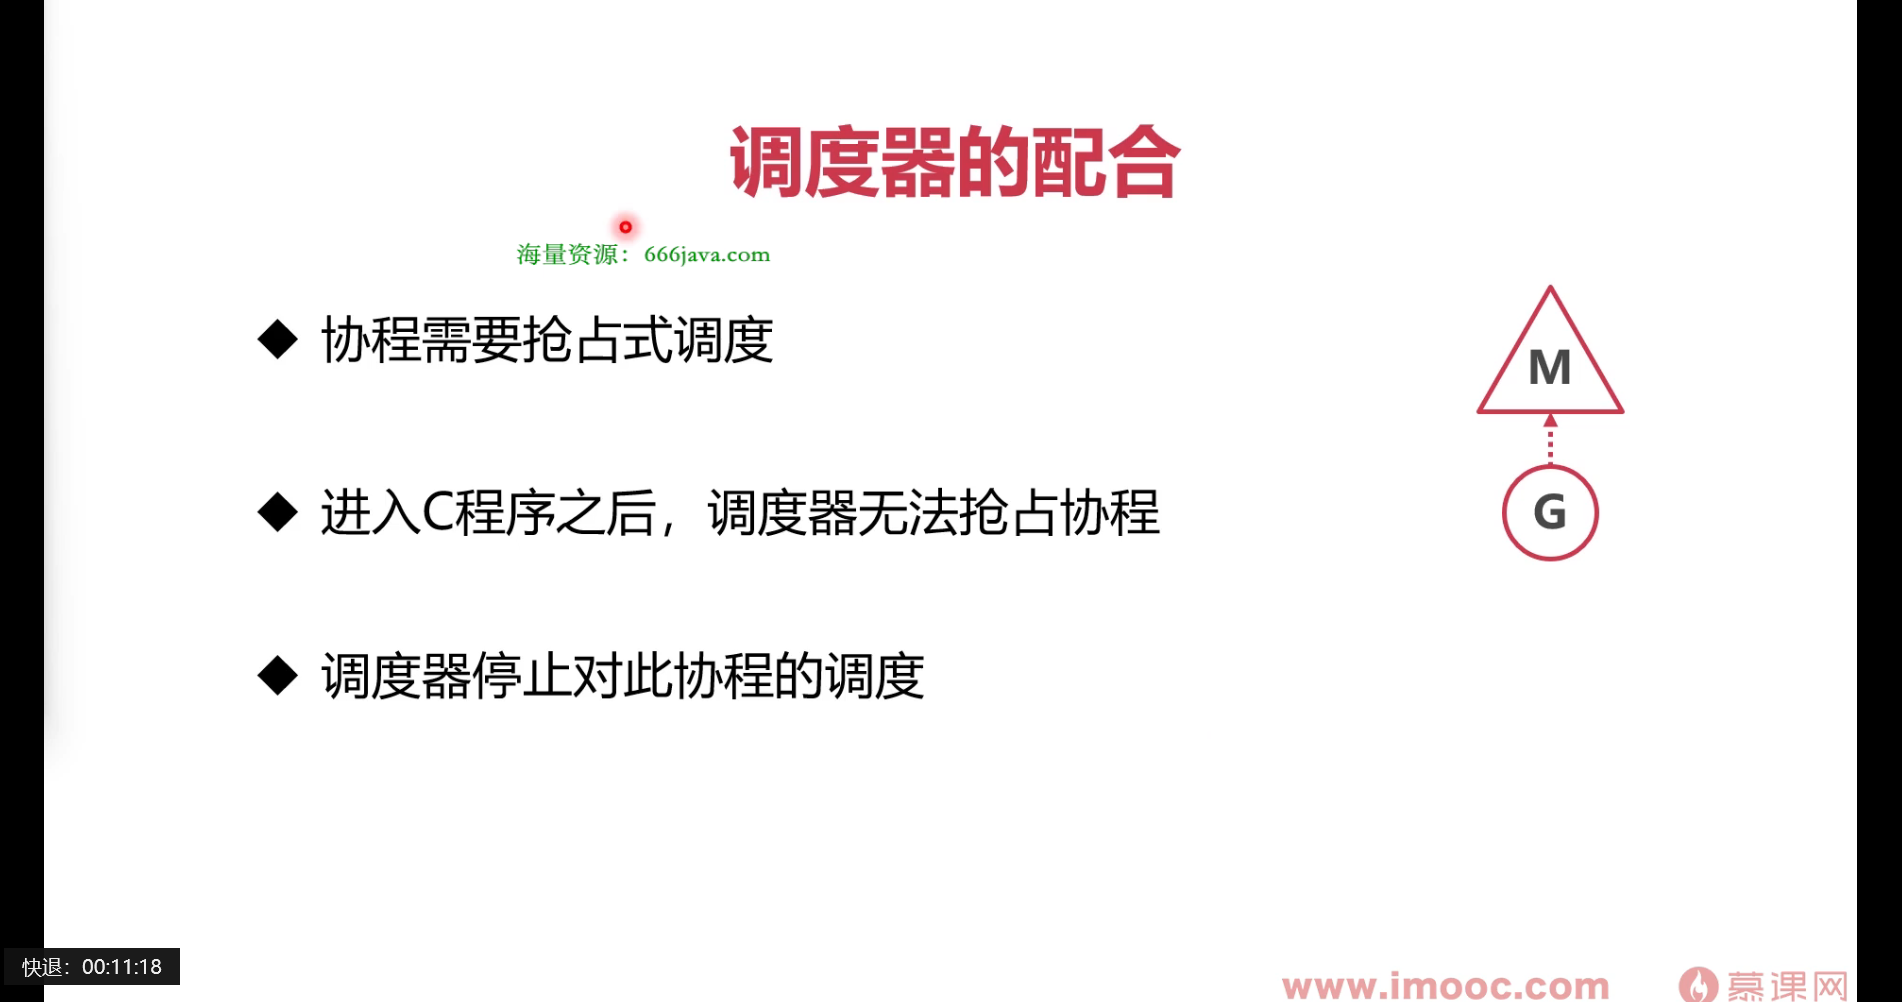 调度器的配合
海量资源：666java.com
◆ 协程需要抢占式调度
M
◆ 进入C程序之后，调度器无法抢占协程
G
◆ 调度器停止对此协程的调度
快退：00:11:18
www.imooc.com 慕课网